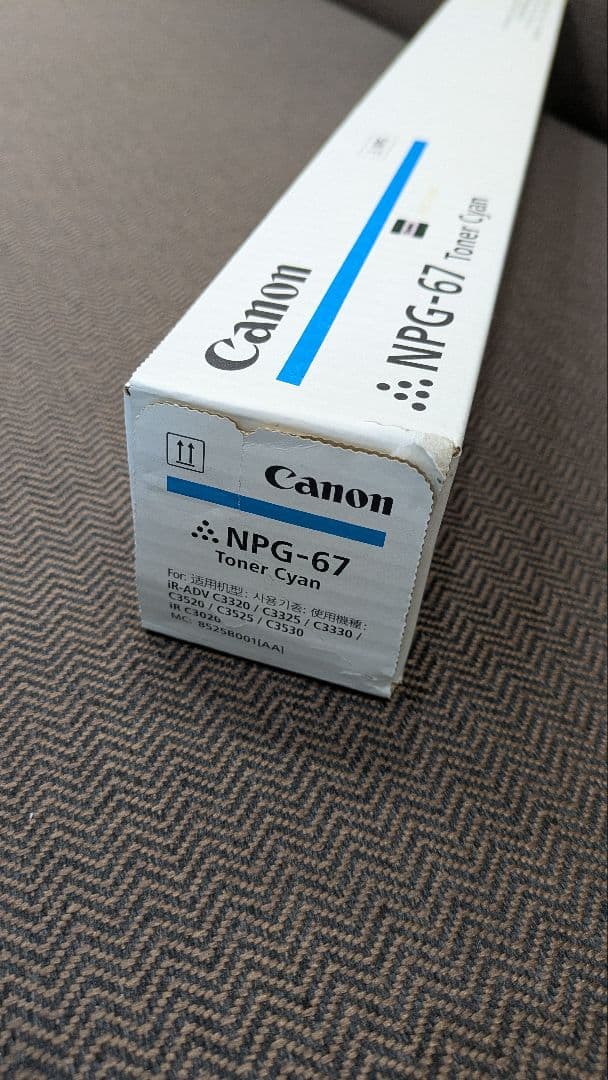 Canon
NPG-67 Toner Cyan
Canon
NPG-67
Toner Cyan
For: 适用机型: 사용기종: 使用機種:
iR-ADV C3320 / C3325 / C3330 /
C3520 / C3525 / C3530
iR C3020
MC: 8525B001[AA]